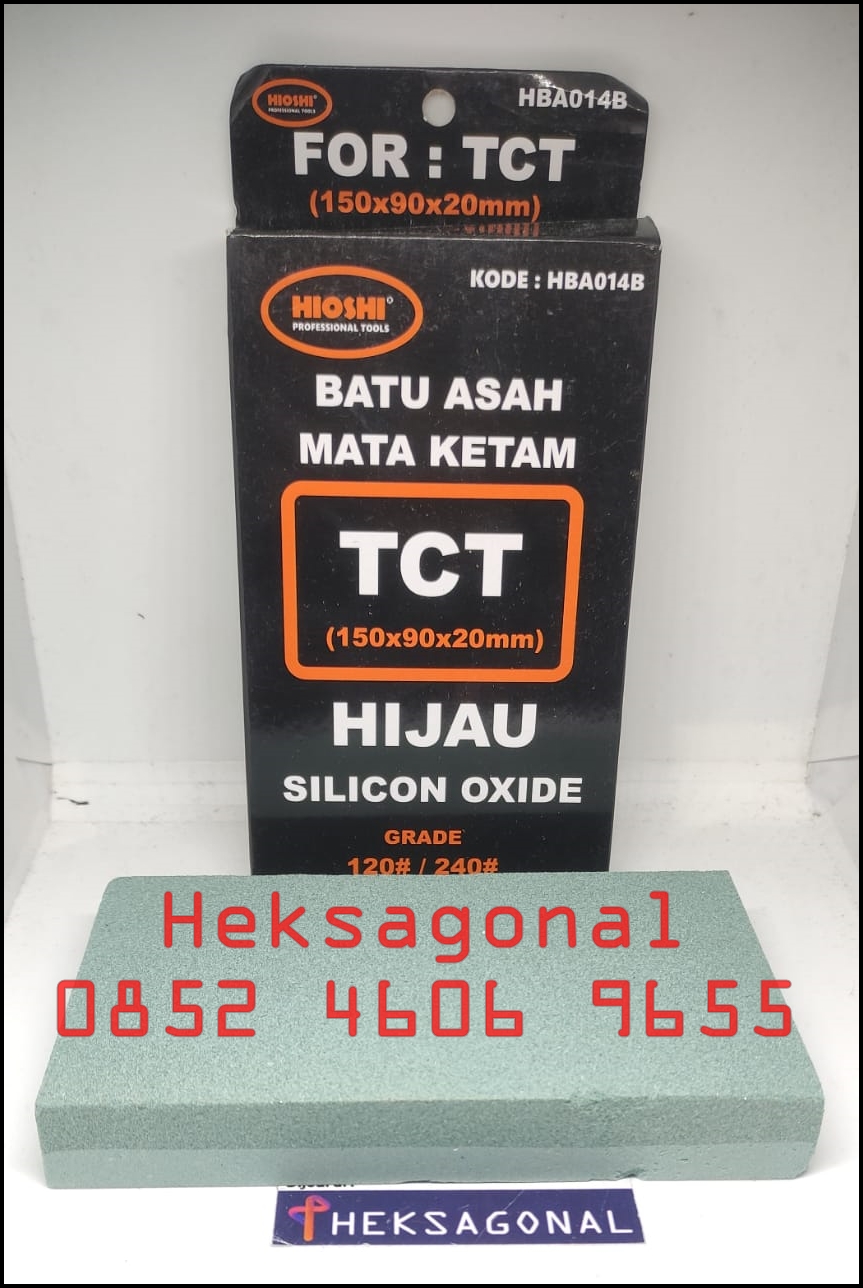 HIOSHI®
PROFESSIONAL TOOLS
HBA014B
FOR : TCT
(150x90x20mm)
KODE : HBA014B
HIOSHI®
PROFESSIONAL TOOLS
BATU ASAH
MATA KETAM
TCT
(150x90x20mm)
HIJAU
SILICON OXIDE
GRADE
120# / 240#
Heksagonal
0852 4606 9655
HEKSAGONAL